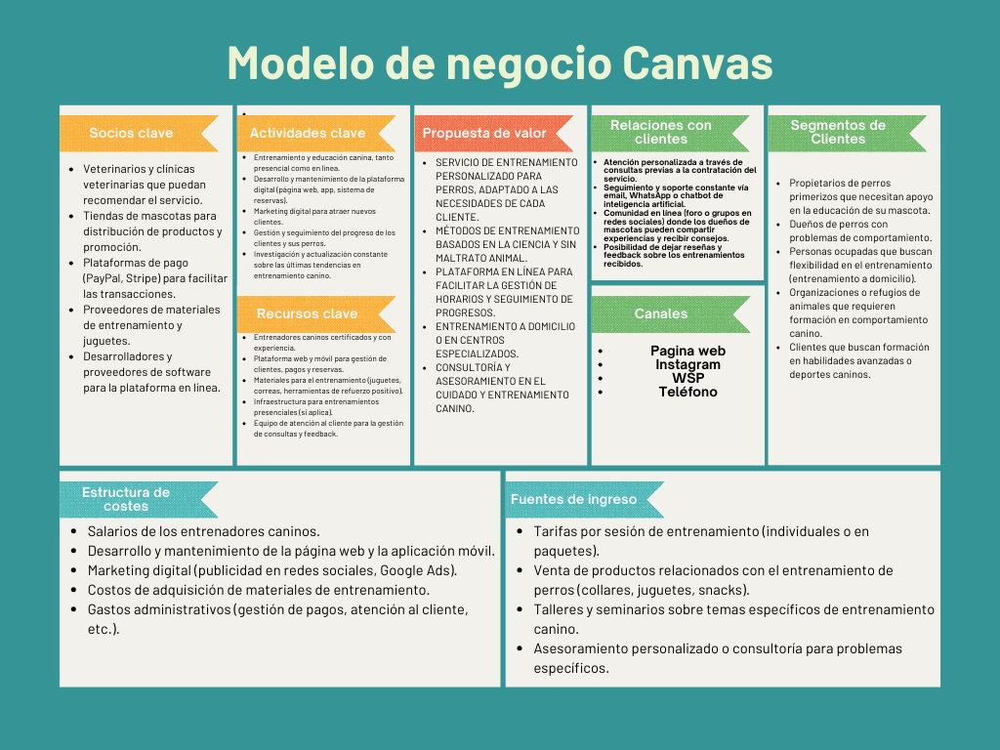 Modelo de negocio Canvas
Socios clave
Veterinarios y clínicas
veterinarias que puedan
recomendar el servicio.
Tiendas de mascotas para
distribución de productos y
promoción.
Plataformas de pago
(PayPal, Stripe) para facilitar
las transacciones.
Proveedores de materiales
de entrenamiento y
juguetes.
Desarrolladores y
proveedores de software
para la plataforma en línea.
Actividades clave
Entrenamiento y educación canina, tanto
presencial como en línea.
Desarrollo y mantenimiento de la plataforma
digital (página web, app, sistema de
reservas).
Marketing digital para atraer nuevos
clientes.
Gestión y seguimiento del progreso de los
clientes y sus perros.
Investigación y actualización constante
sobre las últimas tendencias en
entrenamiento canino.
Recursos clave
Entrenadores caninos certificados y con
experiencia.
Plataforma web y móvil para gestión de
clientes, pagos y reservas.
Materiales para el entrenamiento (juguetes,
correas, herramientas de refuerzo positivo).
Infraestructura para entrenamientos
presenciales (si aplica).
Equipo de atención al cliente para la gestión
de consultas y feedback.
Propuesta de valor
SERVICIO DE ENTRENAMIENTO
PERSONALIZADO PARA
PERROS, ADAPTADO A LAS
NECESIDADES DE CADA
CLIENTE.
MÉTODOS DE ENTRENAMIENTO
BASADOS EN LA CIENCIA Y SIN
MALTRATO ANIMAL.
PLATAFORMA EN LÍNEA PARA
FACILITAR LA GESTIÓN DE
HORARIOS Y SEGUIMIENTO DE
PROGRESOS.
ENTRENAMIENTO A DOMICILIO
O EN CENTROS
ESPECIALIZADOS.
CONSULTORÍA Y
ASESORAMIENTO EN EL
CUIDADO Y ENTRENAMIENTO
CANINO.
Relaciones con
clientes
Atención personalizada a través de
consultas previas a la contratación del
servicio.
Seguimiento y soporte constante vía
email, WhatsApp o chatbot de
inteligencia artificial.
Comunidad en línea (foro o grupos en
redes sociales) donde los dueños de
mascotas pueden compartir
experiencias y recibir consejos.
Posibilidad de dejar reseñas y
feedback sobre los entrenamientos
recibidos.
Canales
Pagina web
Instagram
WSP
Teléfono
Segmentos de
Clientes
Propietarios de perros
primerizos que necesitan apoyo
en la educación de su mascota.
Dueños de perros con
problemas de comportamiento.
Personas ocupadas que buscan
flexibilidad en el entrenamiento
(entrenamiento a domicilio).
Organizaciones o refugios de
animales que requieren
formación en comportamiento
canino.
Clientes que buscan formación
en habilidades avanzadas o
deportes caninos.
Estructura de
costes
Salarios de los entrenadores caninos.
Desarrollo y mantenimiento de la página web y la aplicación móvil.
Marketing digital (publicidad en redes sociales, Google Ads).
Costos de adquisición de materiales de entrenamiento.
Gastos administrativos (gestión de pagos, atención al cliente,
etc.).
Fuentes de ingreso
Tarifas por sesión de entrenamiento (individuales o en
paquetes).
Venta de productos relacionados con el entrenamiento de
perros (collares, juguetes, snacks).
Talleres y seminarios sobre temas específicos de entrenamiento
canino.
Asesoramiento personalizado o consultoría para problemas
específicos.